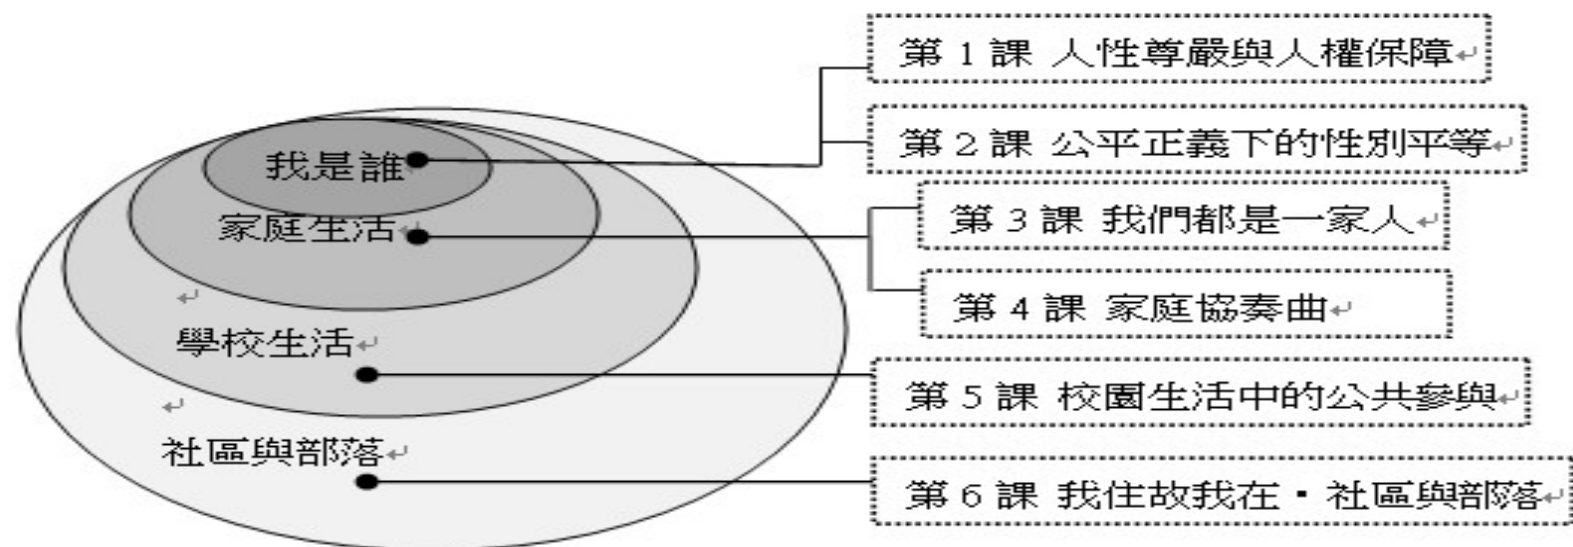 我是誰
家庭生活
學校生活
社區與部落
第 1 課 人性尊嚴與人權保障
第 2 課 公平正義下的性別平等
第 3 課 我們都是一家人
第 4 課 家庭協奏曲
第 5 課 校園生活中的公共參與
第 6 課 我住故我在‧社區與部落